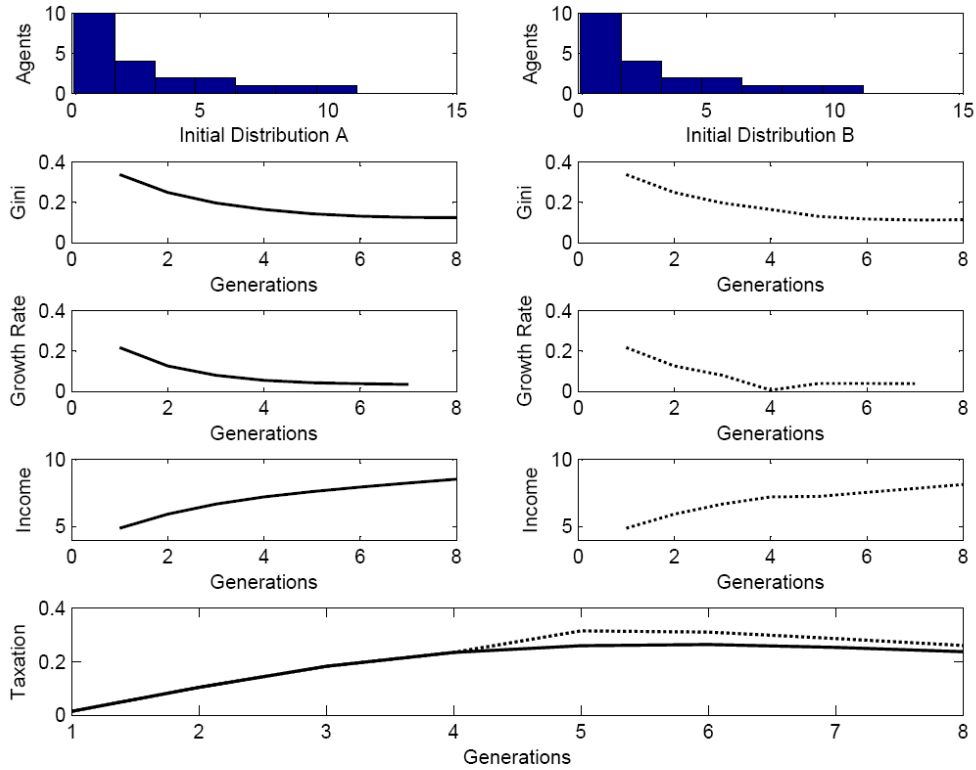 Agents
10
5
0
0 5 10 15
Initial Distribution A
Agents
10
5
0
0 5 10 15
Initial Distribution B
Gini
0.4
0.2
0
0 2 4 6 8
Generations
Gini
0.4
0.2
0
0 2 4 6 8
Generations
Growth Rate
0.4
0.2
0
0 2 4 6 8
Generations
Growth Rate
0.4
0.2
0
0 2 4 6 8
Generations
Income
10
5
0 2 4 6 8
Generations
Income
10
5
0 2 4 6 8
Generations
Taxation
0.4
0.2
0
1 2 3 4 5 6 7 8
Generations